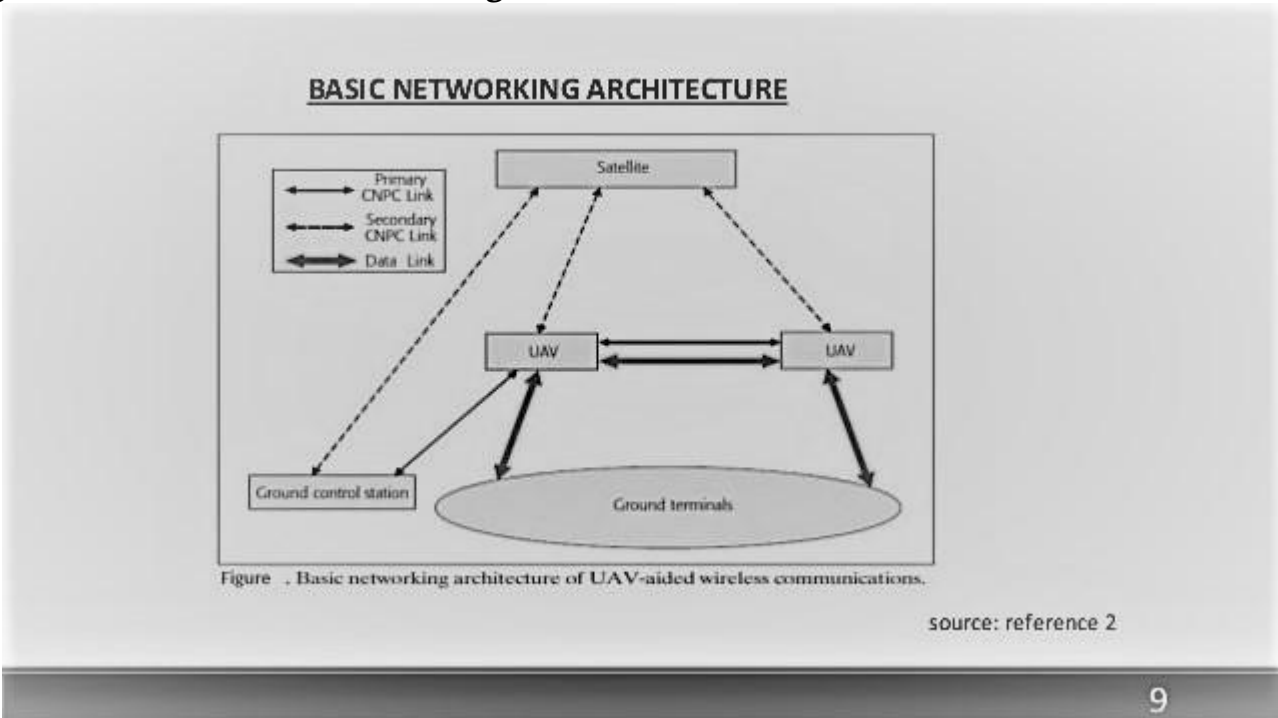 BASIC NETWORKING ARCHITECTURE
Satellite
Primary
CNPC Link
Secondary
CNPC Link
Data Link
UAV
UAV
Ground control station
Ground terminals
Figure . Basic networking architecture of UAV-aided wireless communications.
source: reference 2
9